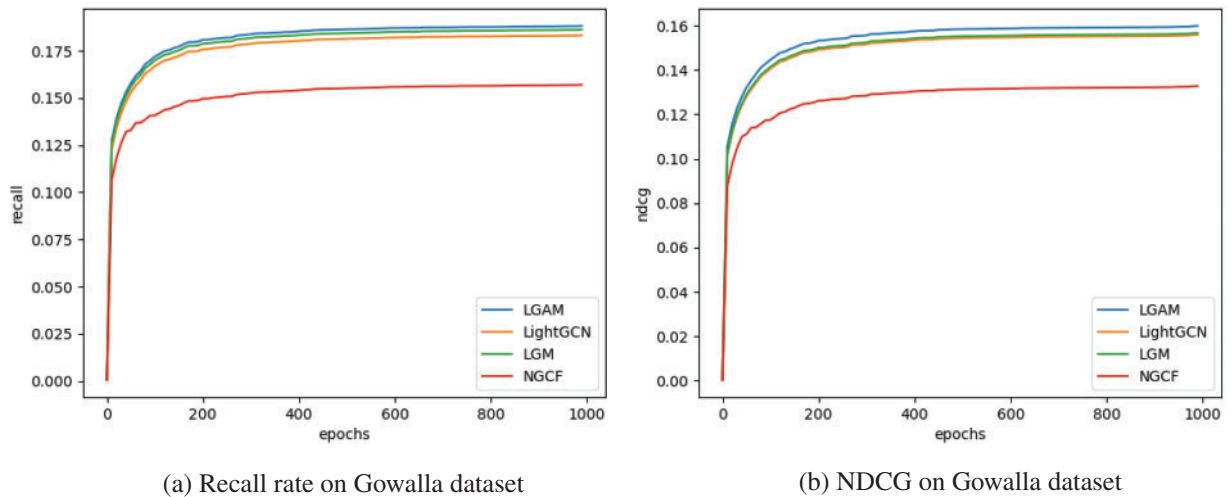 0.175
0.150
0.125
0.100
0.075
0.050
0.025
0.000
recall
0 200 400 600 800 1000
epochs
LGAM
LightGCN
LGM
NGCF
(a) Recall rate on Gowalla dataset
0.16
0.14
0.12
0.10
0.08
0.06
0.04
0.02
0.00
ndcg
0 200 400 600 800 1000
epochs
LGAM
LightGCN
LGM
NGCF
(b) NDCG on Gowalla dataset